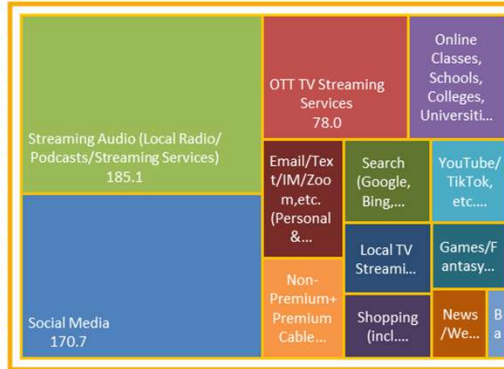 Streaming Audio (Local Radio/
Podcasts/Streaming Services)
185.1
Social Media
170.7
OTT TV Streaming
Services
78.0
Online
Classes,
Schools,
Colleges,
Universiti...
Email/Tex
t/IM/Zoo
m,etc.
(Personal
&...
Search
(Google,
Bing,...
YouTube/
TikTok,
etc....
Local TV
Streami...
Games/F
antasy...
Non-
Premium+
Premium
Cable...
Shopping
(incl....
News
/We...
B
a